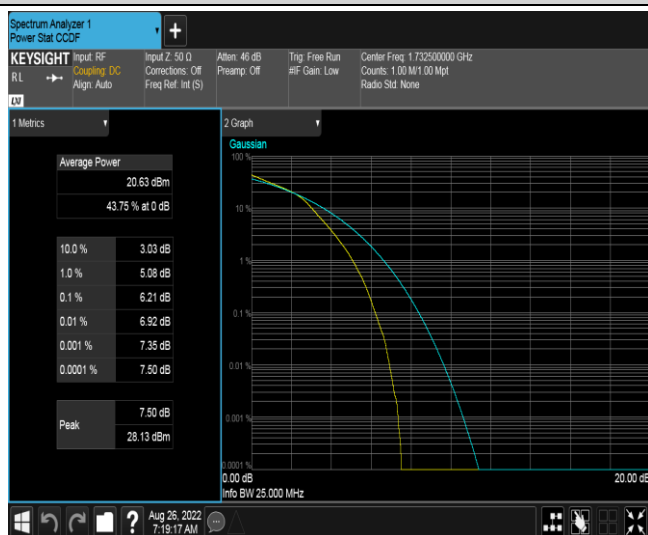 Spectrum Analyzer 1
Power Stat CCDF
+
KEYSIGHT
RL
LXI
Input: RF
Coupling: DC
Align: Auto
Input Z: 50 Ω
Corrections: Off
Freq Ref: Int (S)
Atten: 46 dB
Preamp: Off
Trig: Free Run
#IF Gain: Low
Center Freq: 1.732500000 GHz
Counts: 1.00 M/1.00 Mpt
Radio Std: None
1 Metrics
Average Power
20.63 dBm
43.75 % at 0 dB
10.0 % 3.03 dB
1.0 % 5.08 dB
0.1 % 6.21 dB
0.01 % 6.92 dB
0.001 % 7.35 dB
0.0001 % 7.50 dB
Peak
7.50 dB
28.13 dBm
2 Graph
Gaussian
100 %
10 %
1 %
0.1 %
0.01 %
0.001 %
0.0001 %
0.00 dB
20.00 dB
Info BW 25.000 MHz
?
Aug 26, 2022
7:19:17 AM